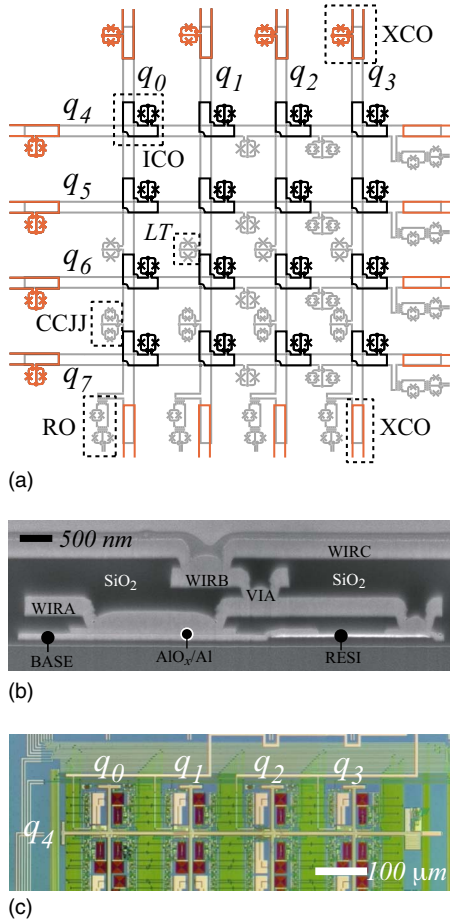 XCO
q0 q1 q2 q3
q4
ICO
q5
LT
q6
CCJJ
q7
RO
XCO
(a)
500 nm
WIRC
SiO2 WIRB SiO2
VIA
WIRA
BASE AlOx/Al RESI
(b)
q0 q1 q2 q3
q4
100 μm
(c)